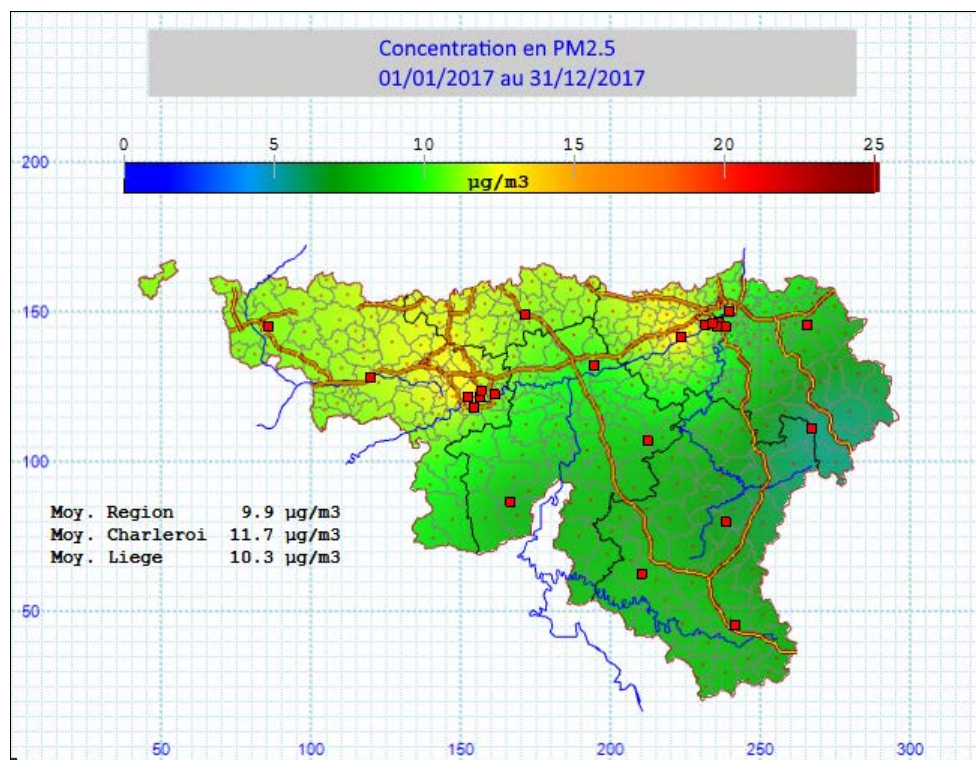 Concentration en PM2.5
01/01/2017 au 31/12/2017
0 5 10 15 20 25
µg/m3
200
150
100
Moy. Region 9.9 µg/m3
Moy. Charleroi 11.7 µg/m3
Moy. Liege 10.3 µg/m3
50
50 100 150 200 250 300